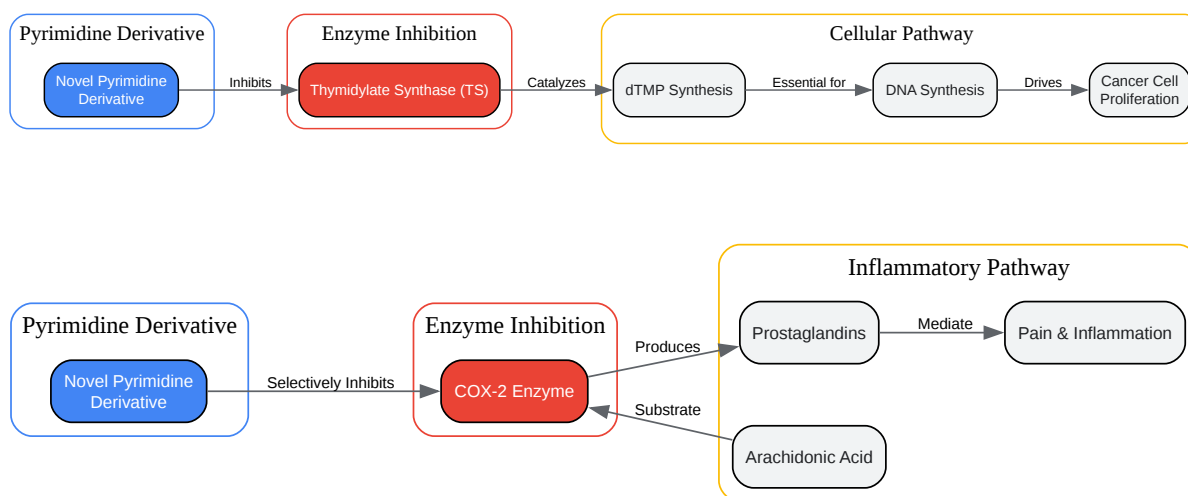 Pyrimidine Derivative
Enzyme Inhibition
Cellular Pathway
Novel Pyrimidine
Derivative
Inhibits
Thymidylate Synthase (TS)
Catalyzes
dTMP Synthesis
Essential for
DNA Synthesis
Drives
Cancer Cell
Proliferation
Inflammatory Pathway
Pyrimidine Derivative
Enzyme Inhibition
Novel Pyrimidine
Derivative
Selectively Inhibits
COX-2 Enzyme
Produces
Prostaglandins
Mediate
Pain & Inflammation
Substrate
Arachidonic Acid